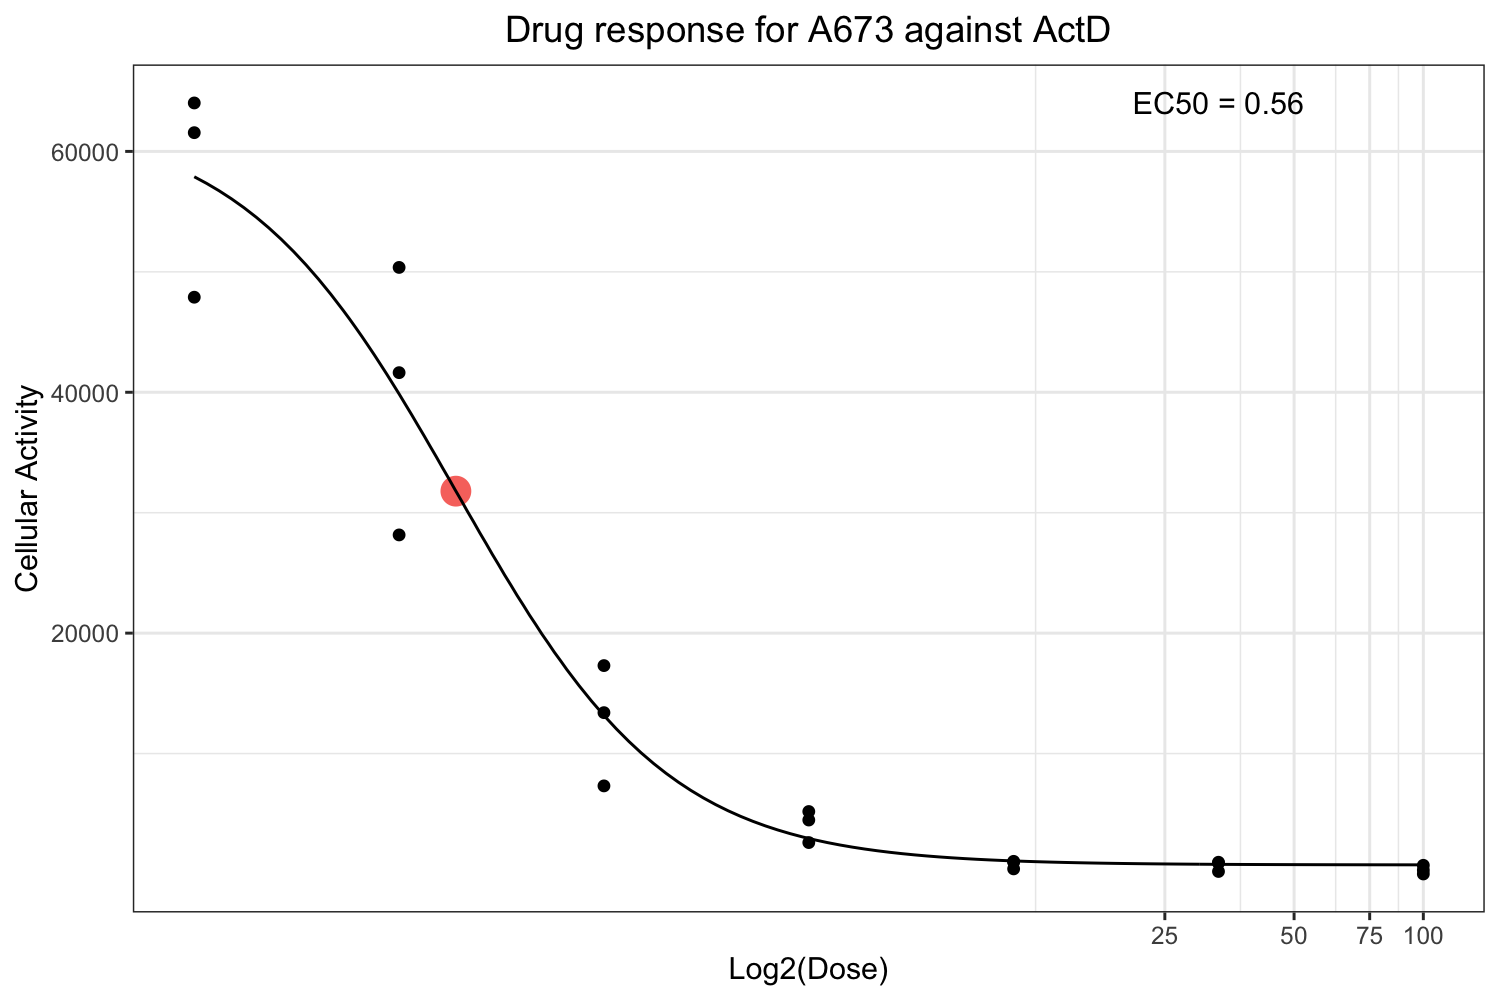 Drug response for A673 against ActD
EC50 = 0.56
60000
40000
20000
Cellular Activity
25 50 75 100
Log2(Dose)